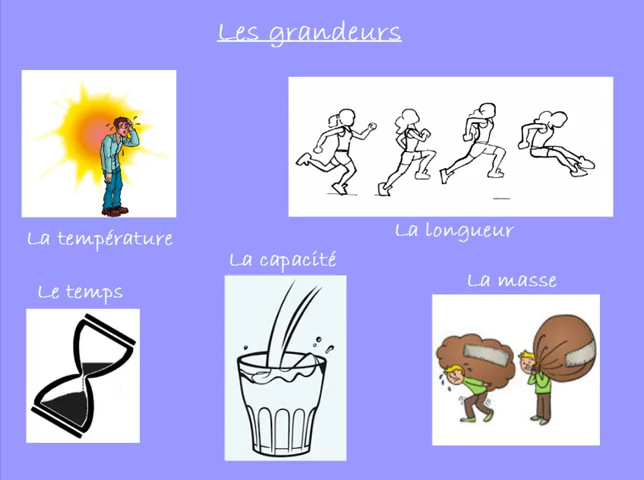 Les grandeurs
La température
La longueur
La capacité
Le temps
La masse